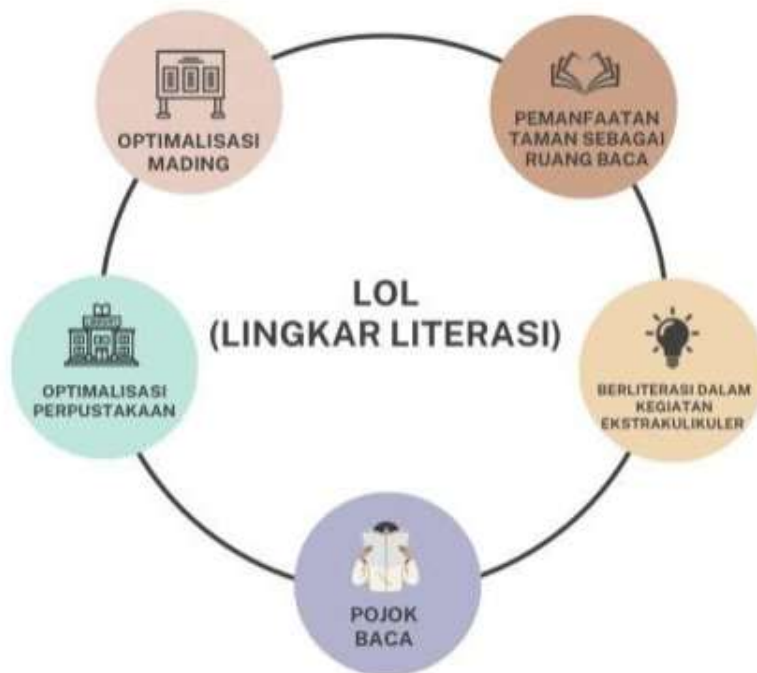 OPTIMALISASI
MADING
PEMANFAATAN
TAMAN SEBAGAI
RUANG BACA
LOL
(LINGKAR LITERASI)
OPTIMALISASI
PERPUSTAKAAN
BERLITERASI DALAM
KEGIATAN
EKSTRAKULIKULER
POJOK
BACA